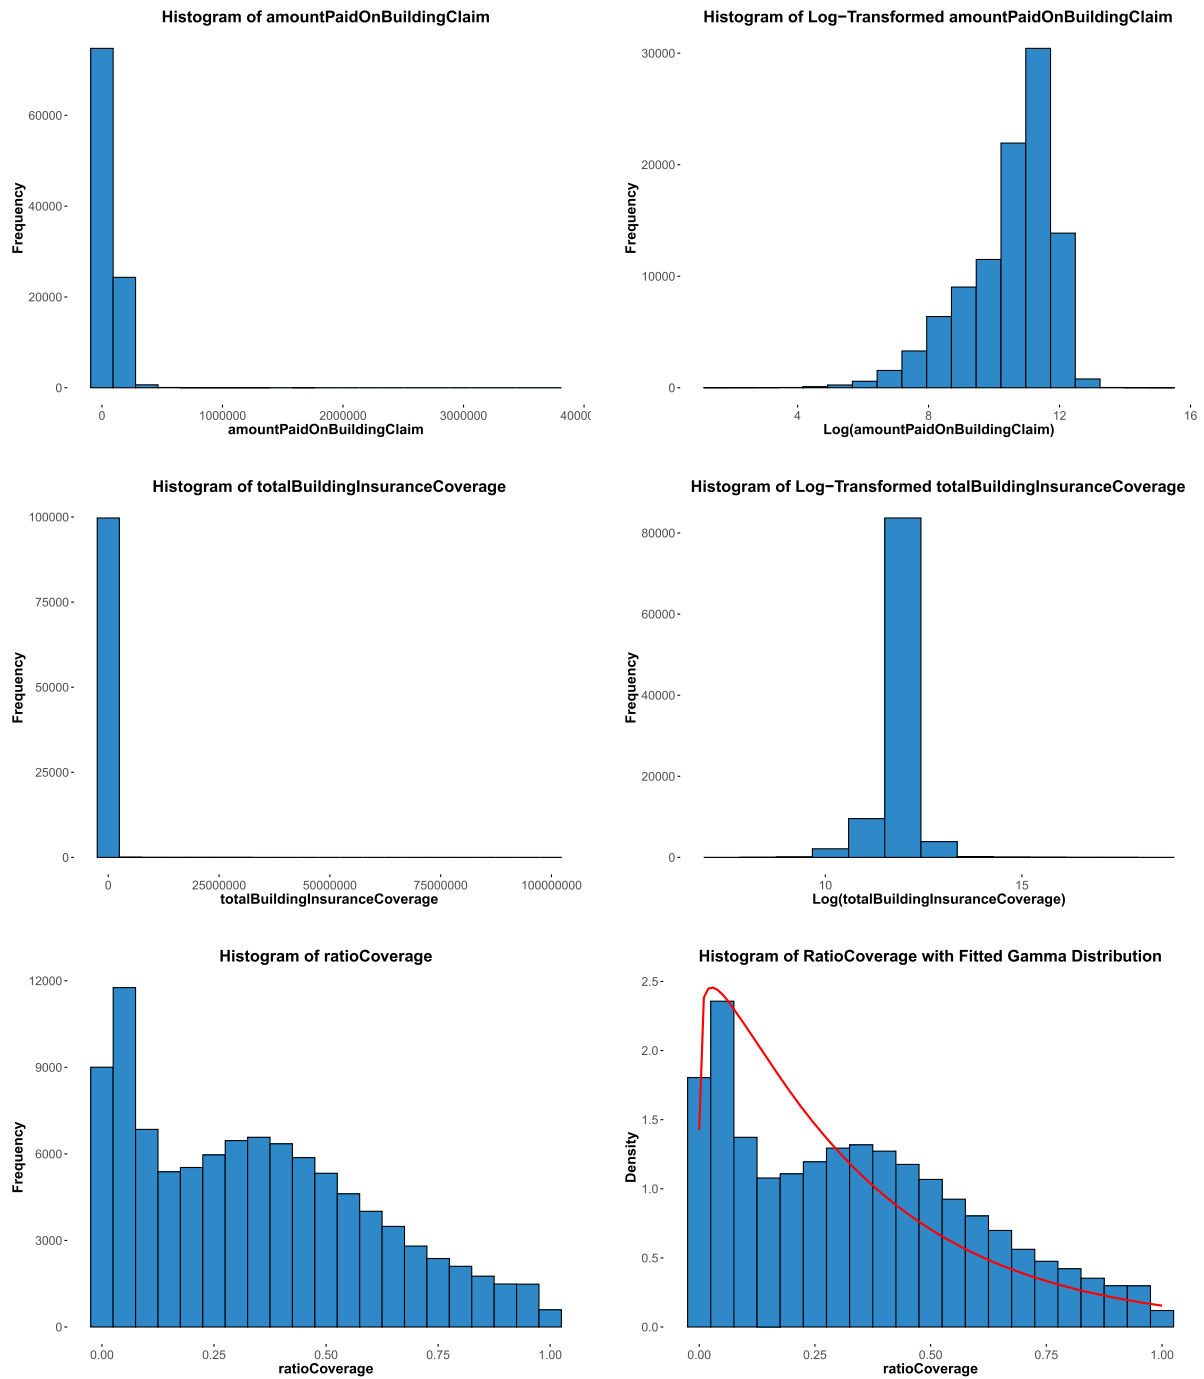 Histogram of amountPaidOnBuildingClaim
Frequency
60000
40000
20000
0
0 1000000 2000000 3000000 40000
amountPaidOnBuildingClaim
Histogram of Log−Transformed amountPaidOnBuildingClaim
Frequency
30000
20000
10000
0
4 8 12 16
Log(amountPaidOnBuildingClaim)
Histogram of totalBuildingInsuranceCoverage
Frequency
100000
75000
50000
25000
0
0 25000000 50000000 75000000 100000000
totalBuildingInsuranceCoverage
Histogram of Log−Transformed totalBuildingInsuranceCoverage
Frequency
80000
60000
40000
20000
0
10 15
Log(totalBuildingInsuranceCoverage)
Histogram of ratioCoverage
Frequency
12000
9000
6000
3000
0
0.00 0.25 0.50 0.75 1.00
ratioCoverage
Histogram of RatioCoverage with Fitted Gamma Distribution
Density
2.5
2.0
1.5
1.0
0.5
0.0
0.00 0.25 0.50 0.75 1.00
ratioCoverage